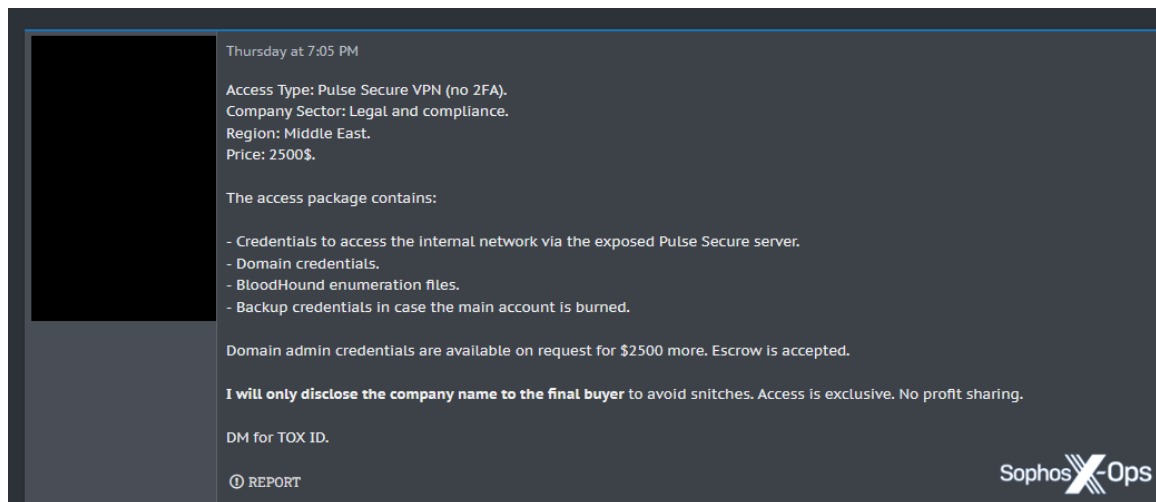 Thursday at 7:05 PM
Access Type: Pulse Secure VPN (no 2FA).
Company Sector: Legal and compliance.
Region: Middle East.
Price: 2500$.
The access package contains:
- Credentials to access the internal network via the exposed Pulse Secure server.
- Domain credentials.
- BloodHound enumeration files.
- Backup credentials in case the main account is burned.
Domain admin credentials are available on request for $2500 more. Escrow is accepted.
I will only disclose the company name to the final buyer to avoid snitches. Access is exclusive. No profit sharing.
DM for TOX ID.
REPORT
Sophos X-Ops